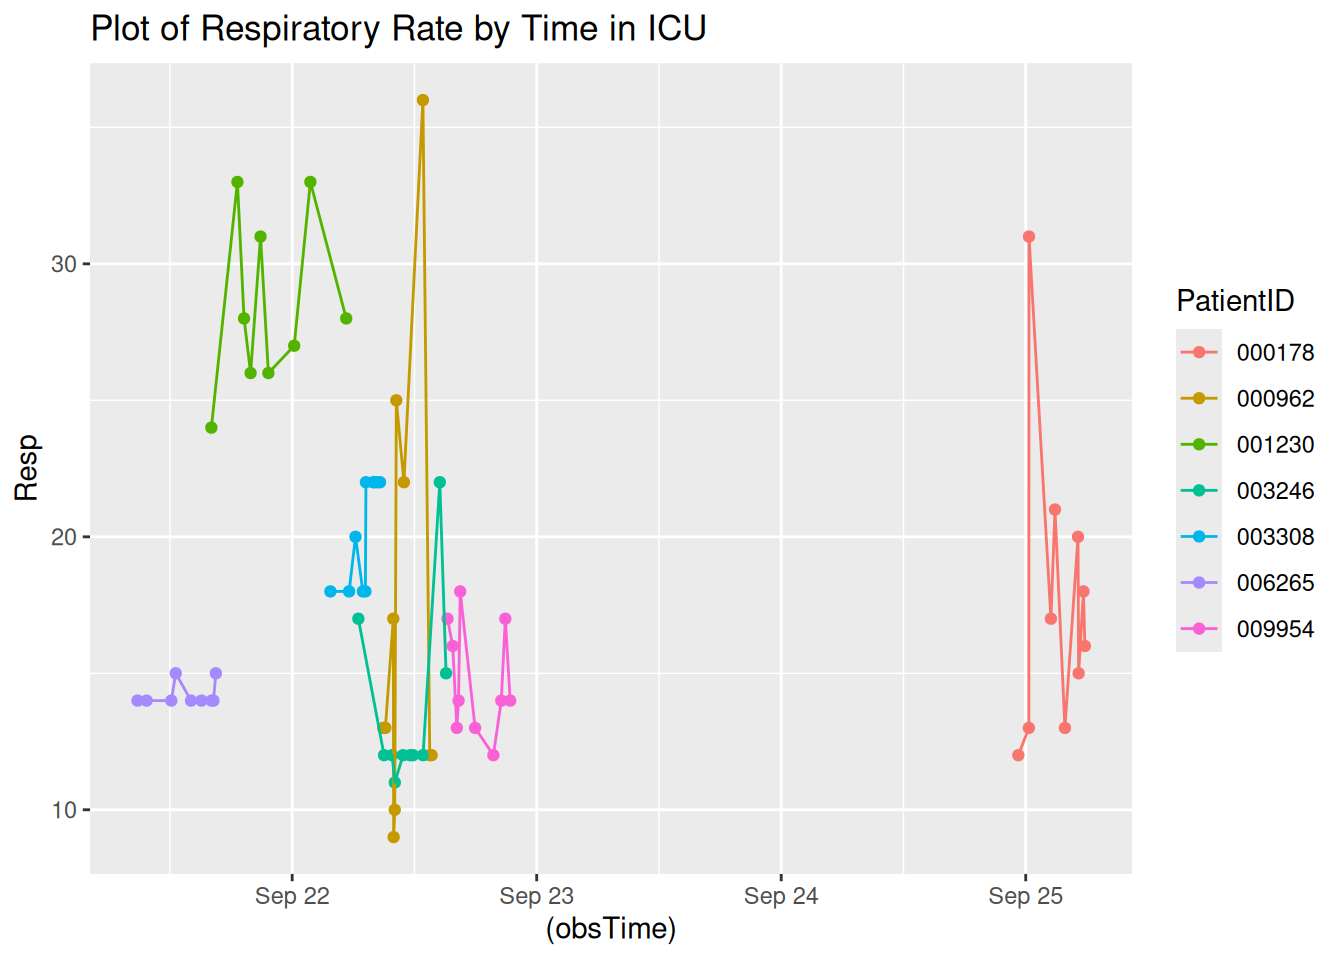 Plot of Respiratory Rate by Time in ICU
Resp
30
20
10
Sep 22
Sep 23
Sep 24
Sep 25
(obsTime)
PatientID
000178
000962
001230
003246
003308
006265
009954